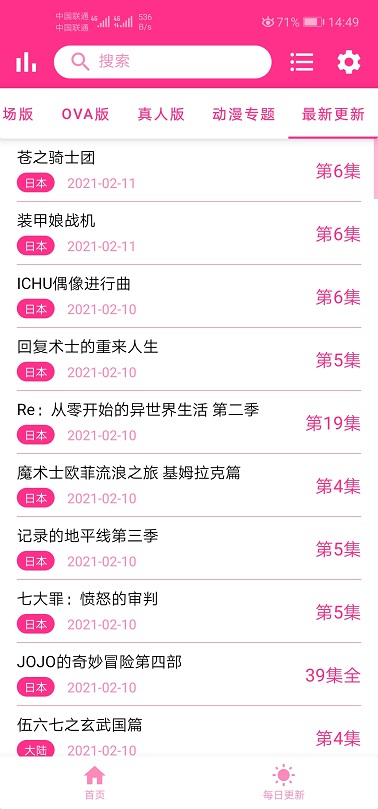 中国联通 4G 4G 536
中国联通 B/s
71% 14:49
搜索
场版 OVA版 真人版 动漫专题 最新更新
苍之骑士团
日本 2021-02-11 第6集
装甲娘战机
日本 2021-02-11 第6集
ICHU偶像进行曲
日本 2021-02-10 第6集
回复术士的重来人生
日本 2021-02-10 第5集
Re：从零开始的异世界生活 第二季
日本 2021-02-10 第19集
魔术士欧菲流浪之旅 基姆拉克篇
日本 2021-02-10 第4集
记录的地平线第三季
日本 2021-02-10 第5集
七大罪：愤怒的审判
日本 2021-02-10 第5集
JOJO的奇妙冒险第四部
日本 2021-02-10 39集全
伍六七之玄武国篇
大陆 2021-02-10 第4集
首页 每日更新